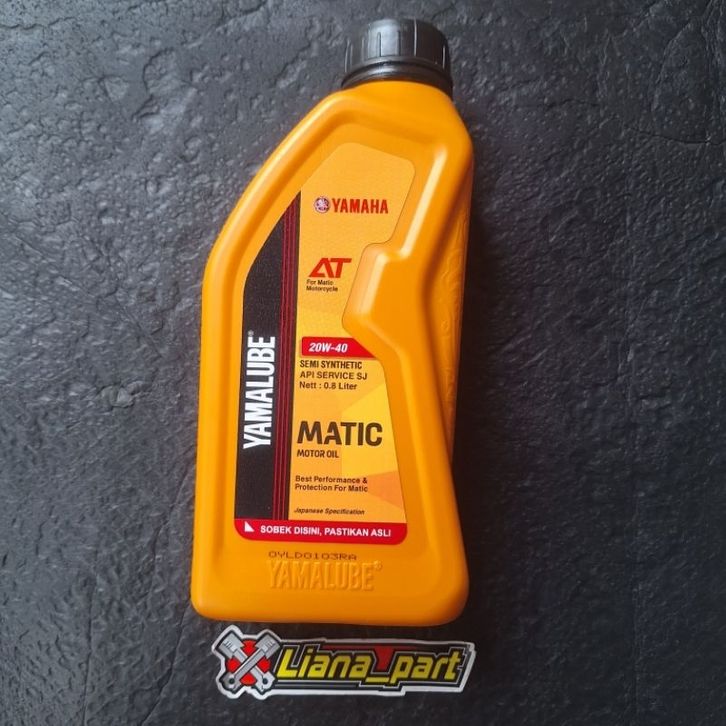 YAMAHA
AT
For Matic
Motorcycle
YAMALUBE®
20W-40
SEMI SYNTHETIC
API SERVICE SJ
Nett : 0.8 Liter
MATIC
MOTOR OIL
Best Performance &
Protection For Matic
Japanese Specification
SOBEK DISINI, PASTIKAN ASLI
0YLD0103RA
YAMALUBE®
Liana_part